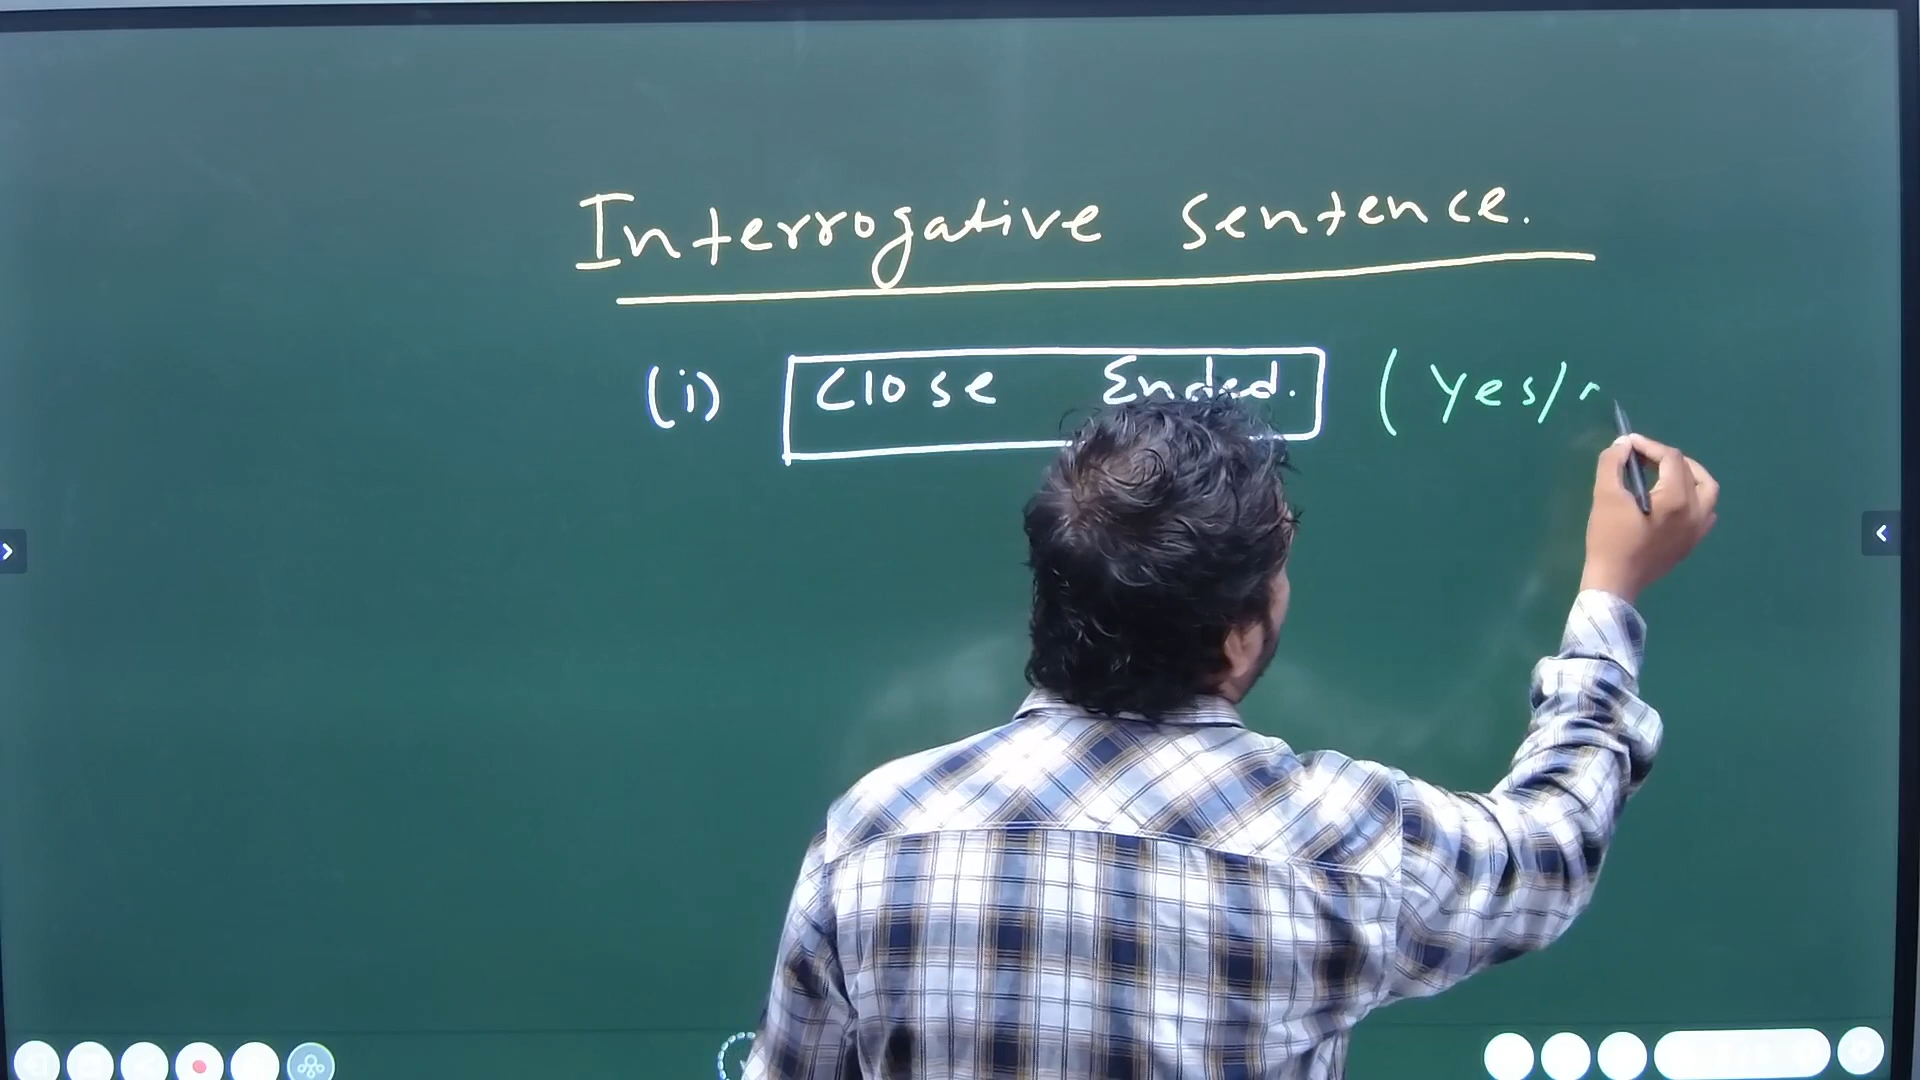 Interrogative Sentence.
(i) Close Ended. (Yes/